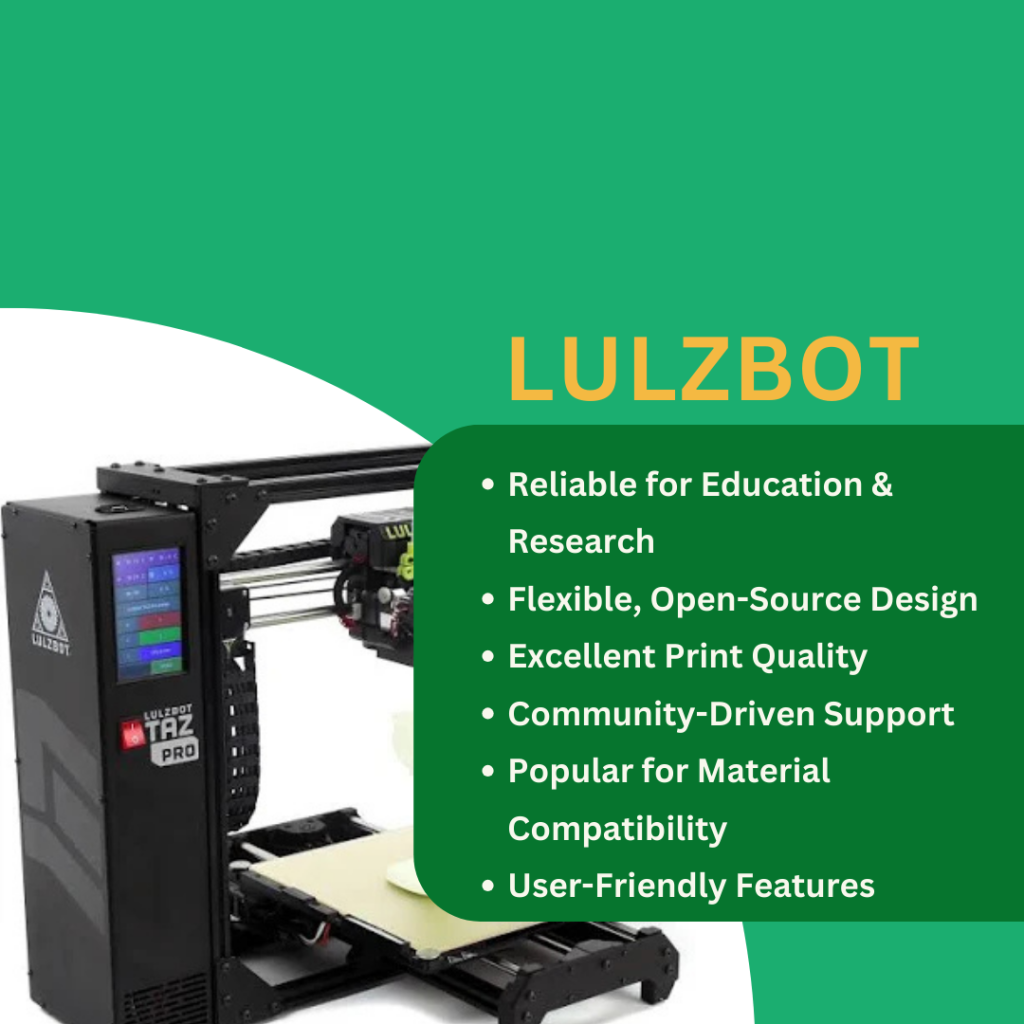 LULZBOT
• Reliable for Education &
Research
• Flexible, Open-Source Design
• Excellent Print Quality
• Community-Driven Support
• Popular for Material
Compatibility
• User-Friendly Features
LUL
LULZBOT
LULZBOT
TAZ
PRO